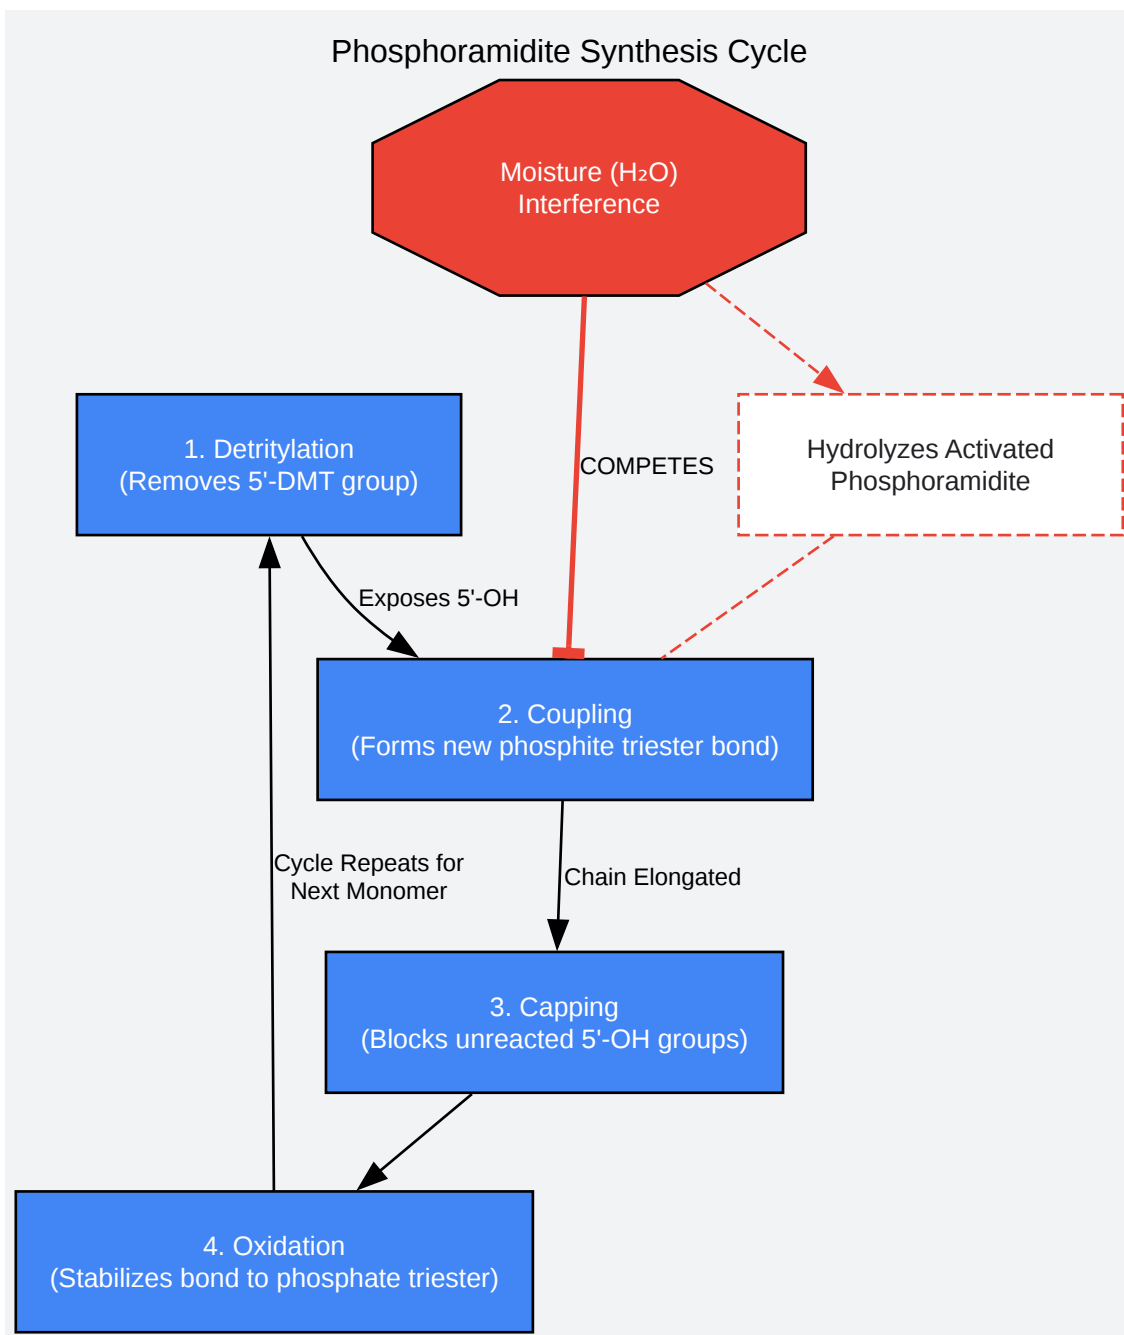 Phosphoramidite Synthesis Cycle
Moisture (H₂O)
Interference
1. Detritylation
(Removes 5'-DMT group)
Hydrolyzes Activated
Phosphoramidite
COMPETES
Exposes 5'-OH
2. Coupling
(Forms new phosphite triester bond)
Cycle Repeats for
Next Monomer
Chain Elongated
3. Capping
(Blocks unreacted 5'-OH groups)
4. Oxidation
(Stabilizes bond to phosphate triester)